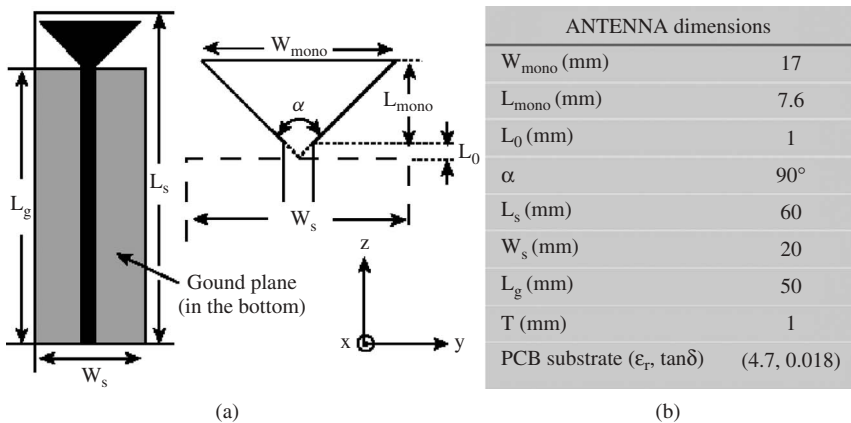 W_mono
L_mono
α
L_0
L_s
L_g
W_s
z
Gound plane
(in the bottom)
x
y
W_s
(a)
ANTENNA dimensions
W_mono (mm) 17
L_mono (mm) 7.6
L_0 (mm) 1
α 90°
L_s (mm) 60
W_s (mm) 20
L_g (mm) 50
T (mm) 1
PCB substrate (ε_r, tanδ) (4.7, 0.018)
(b)